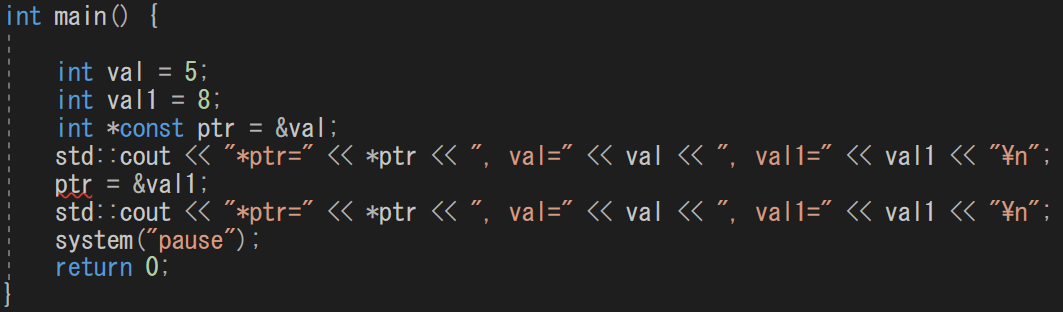 int main() {
int val = 5;
int val1 = 8;
int *const ptr = &val;
std::cout << "*ptr=" << *ptr << ", val=" << val << ", val1=" << val1 << "¥n";
ptr = &val1;
std::cout << "*ptr=" << *ptr << ", val=" << val << ", val1=" << val1 << "¥n";
system("pause");
return 0;
}